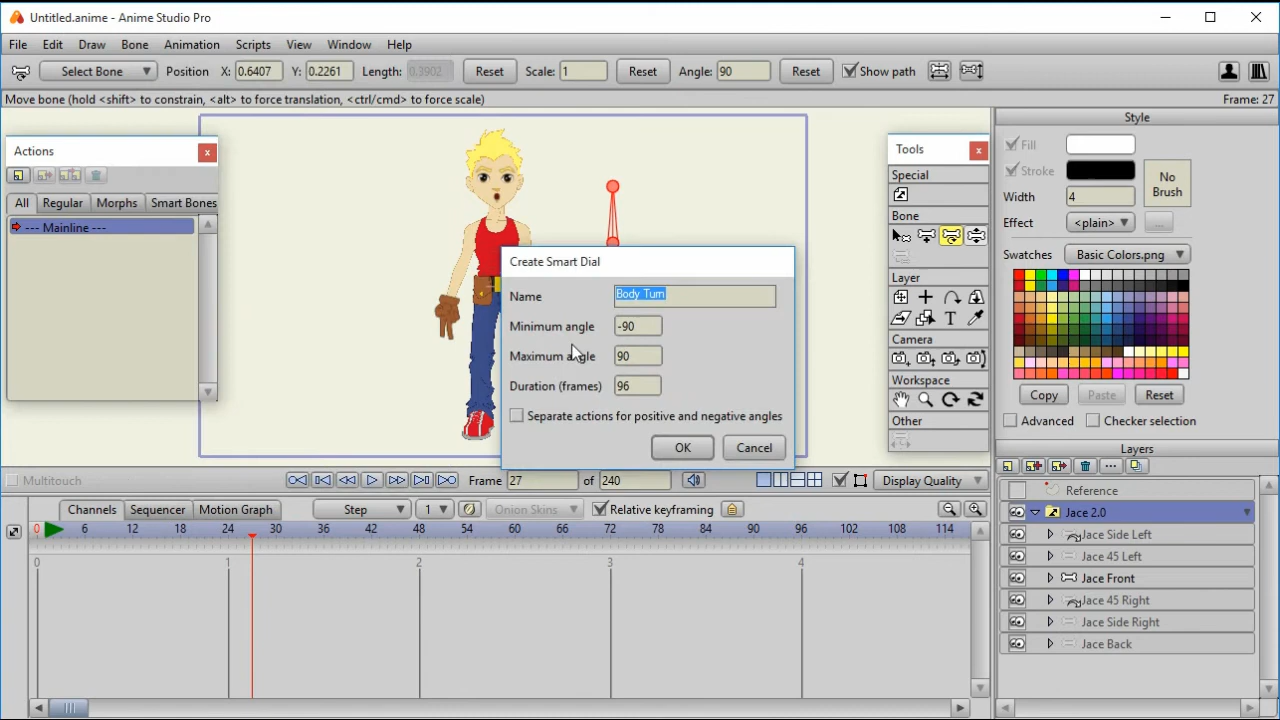 Untitled.anime - Anime Studio Pro
File Edit Draw Bone Animation Scripts View Window Help
Select Bone Position X: 0.6407 Y: 0.2261 Length: 0.3902 Reset Scale: 1 Reset Angle: 90 Reset Show path
Move bone (hold <shift> to constrain, <alt> to force translation, <ctrl/cmd> to force scale) Frame: 27
Actions
All Regular Morphs Smart Bones
--- Mainline ---
Create Smart Dial
Name Body Turn
Minimum angle -90
Maximum angle 90
Duration (frames) 96
Separate actions for positive and negative angles
OK Cancel
Tools
Special
Bone
Layer
T
Camera
Workspace
Other
Style
Fill
Stroke
No Brush
Width 4
Effect <plain> ...
Swatches Basic Colors.png
Copy Paste Reset
Advanced Checker selection
Layers
Reference
Jace 2.0
Jace Side Left
Jace 45 Left
Jace Front
Jace 45 Right
Jace Side Right
Jace Back
Multitouch Frame 27 of 240 Display Quality
Channels Sequencer Motion Graph Step 1 Onion Skins Relative keyframing
0 6 12 18 24 30 36 42 48 54 60 66 72 78 84 90 96 102 108 114
0 1 2 3 4